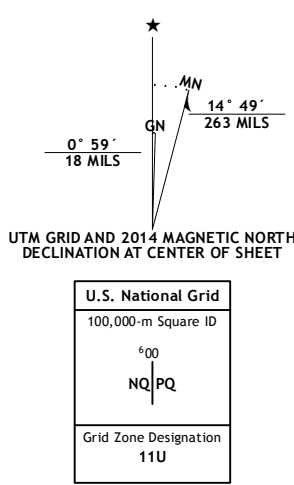 ★
MN
GN
14° 49´
263 MILS
0° 59´
18 MILS
UTM GRID AND 2014 MAGNETIC NORTH
DECLINATION AT CENTER OF SHEET
U.S. National Grid
100,000-m Square ID
⁶00
NQ PQ
Grid Zone Designation
11U